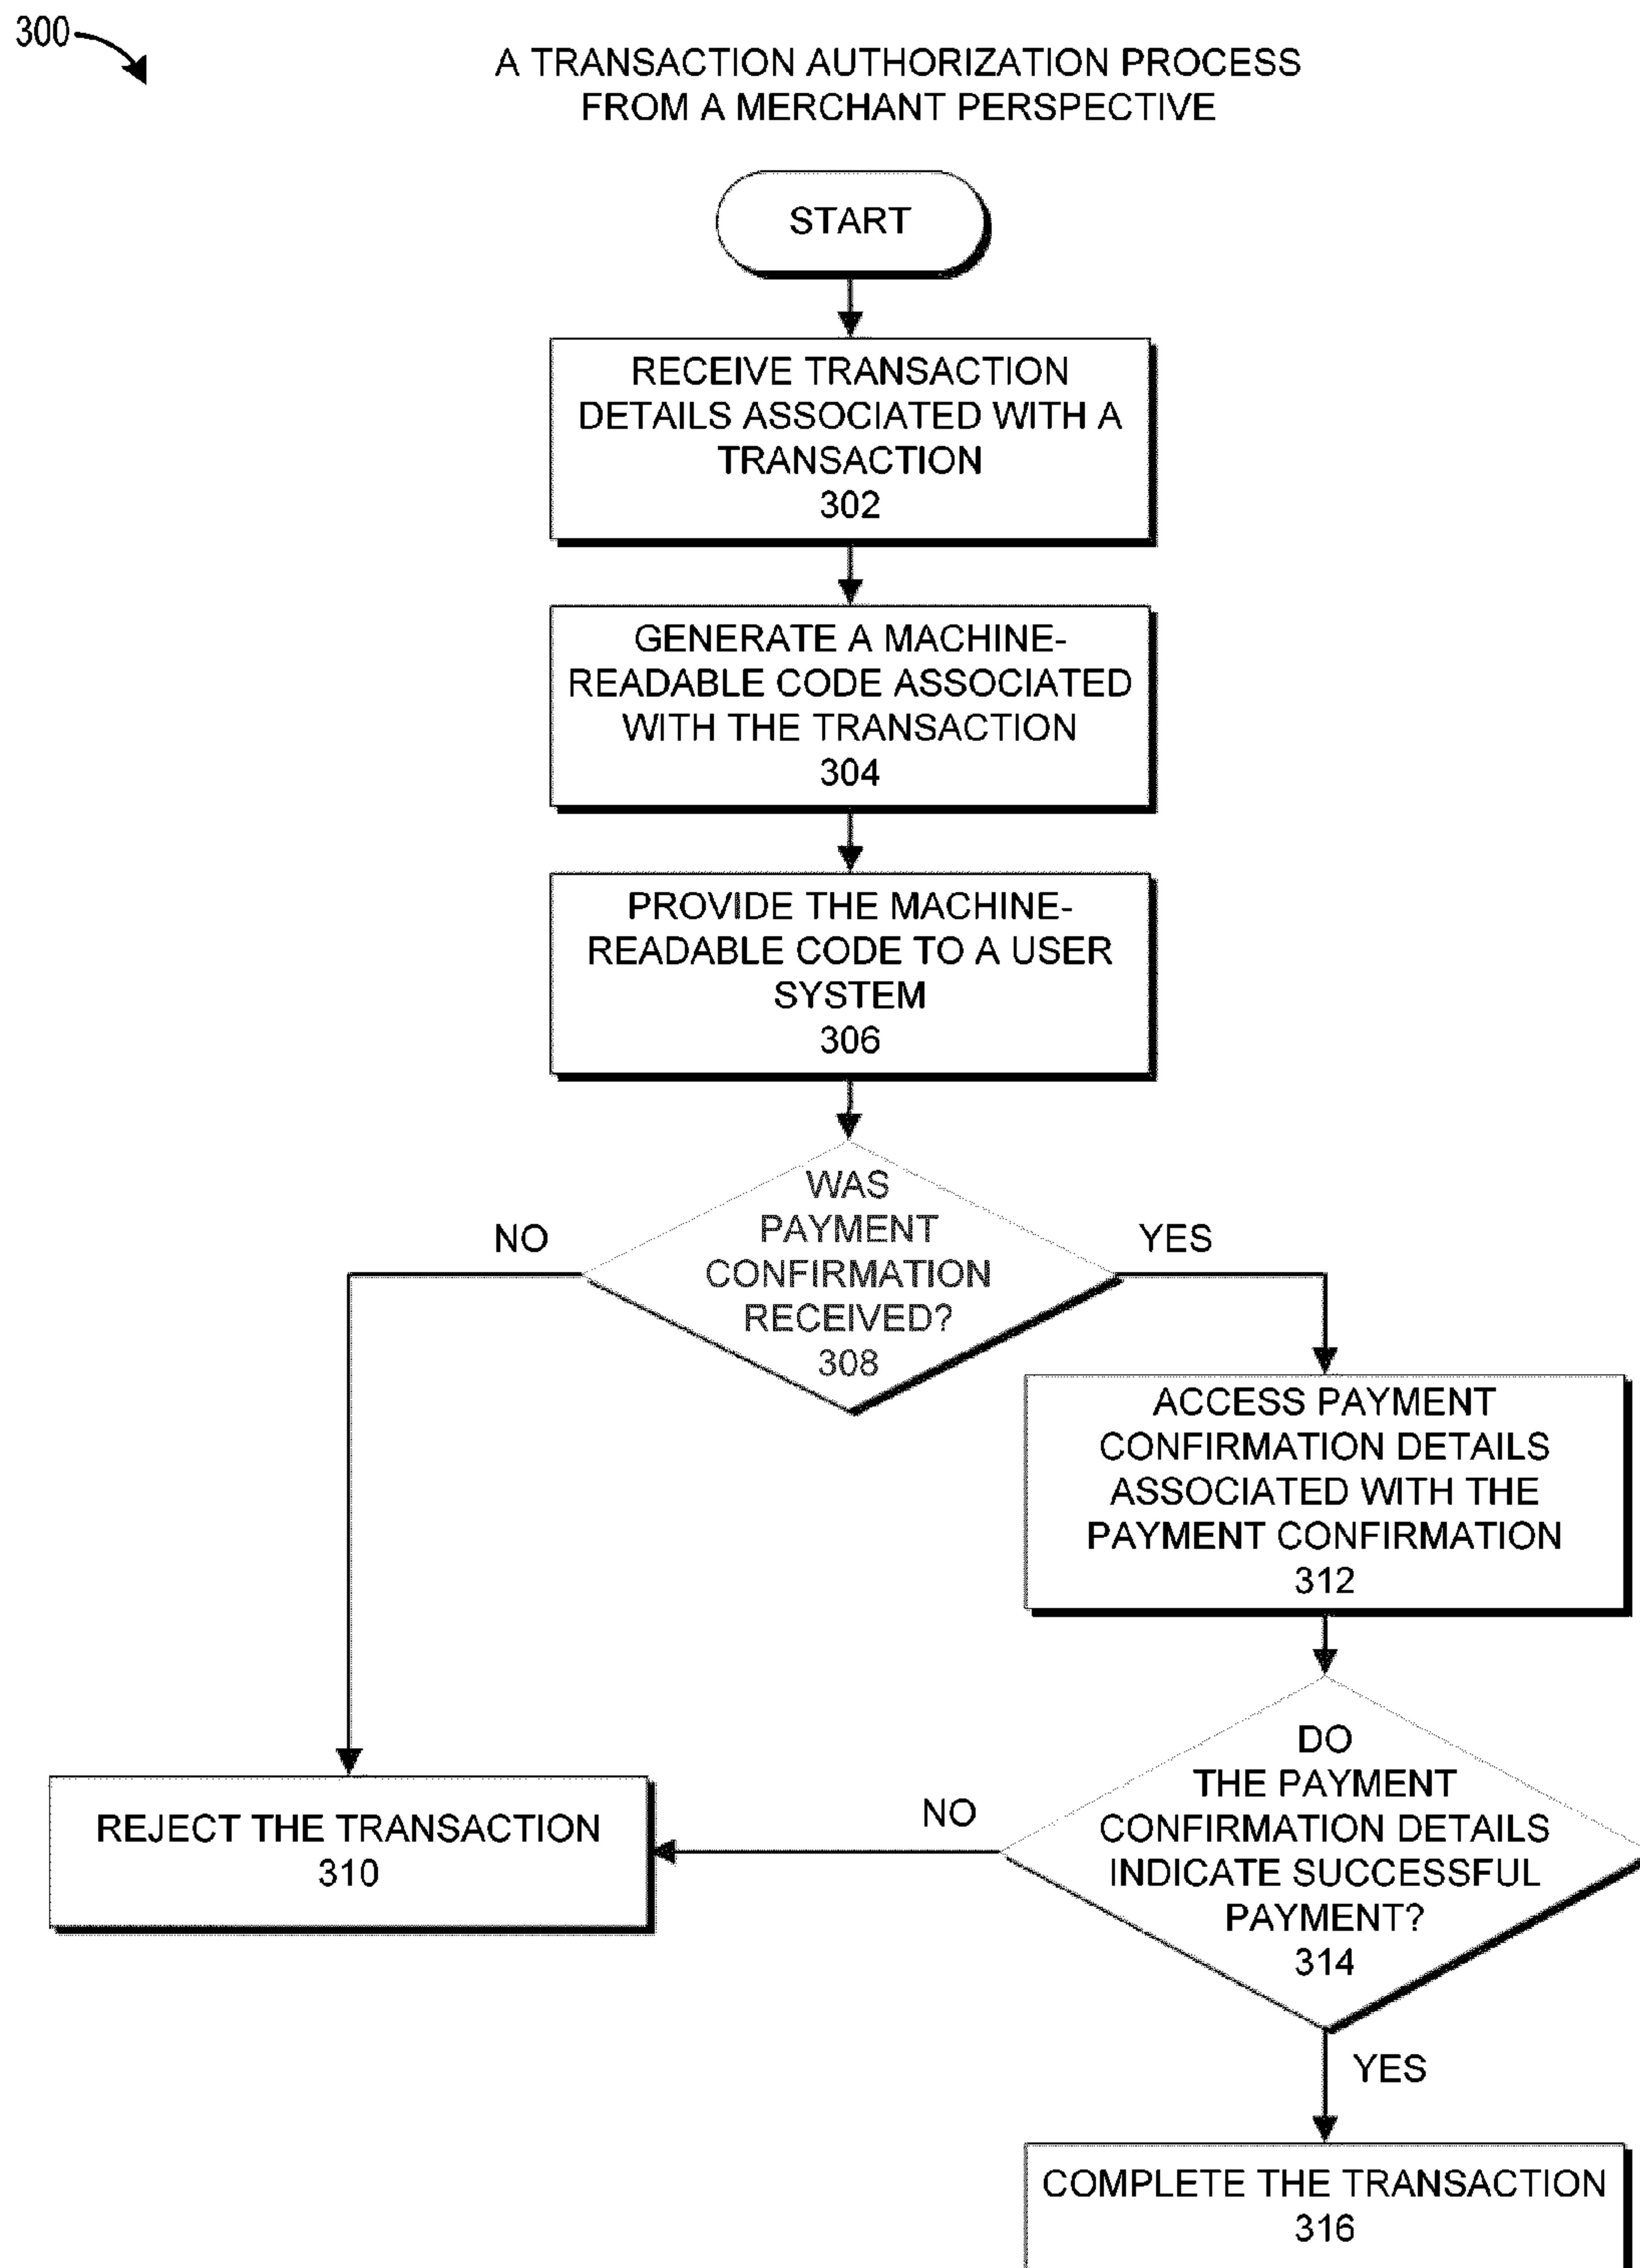 300
A TRANSACTION AUTHORIZATION PROCESS
FROM A MERCHANT PERSPECTIVE
START
RECEIVE TRANSACTION
DETAILS ASSOCIATED WITH A
TRANSACTION
302
GENERATE A MACHINE-
READABLE CODE ASSOCIATED
WITH THE TRANSACTION
304
PROVIDE THE MACHINE-
READABLE CODE TO A USER
SYSTEM
306
WAS
PAYMENT
CONFIRMATION
RECEIVED?
308
NO
YES
ACCESS PAYMENT
CONFIRMATION DETAILS
ASSOCIATED WITH THE
PAYMENT CONFIRMATION
312
REJECT THE TRANSACTION
310
NO
DO
THE PAYMENT
CONFIRMATION DETAILS
INDICATE SUCCESSFUL
PAYMENT?
314
YES
COMPLETE THE TRANSACTION
316